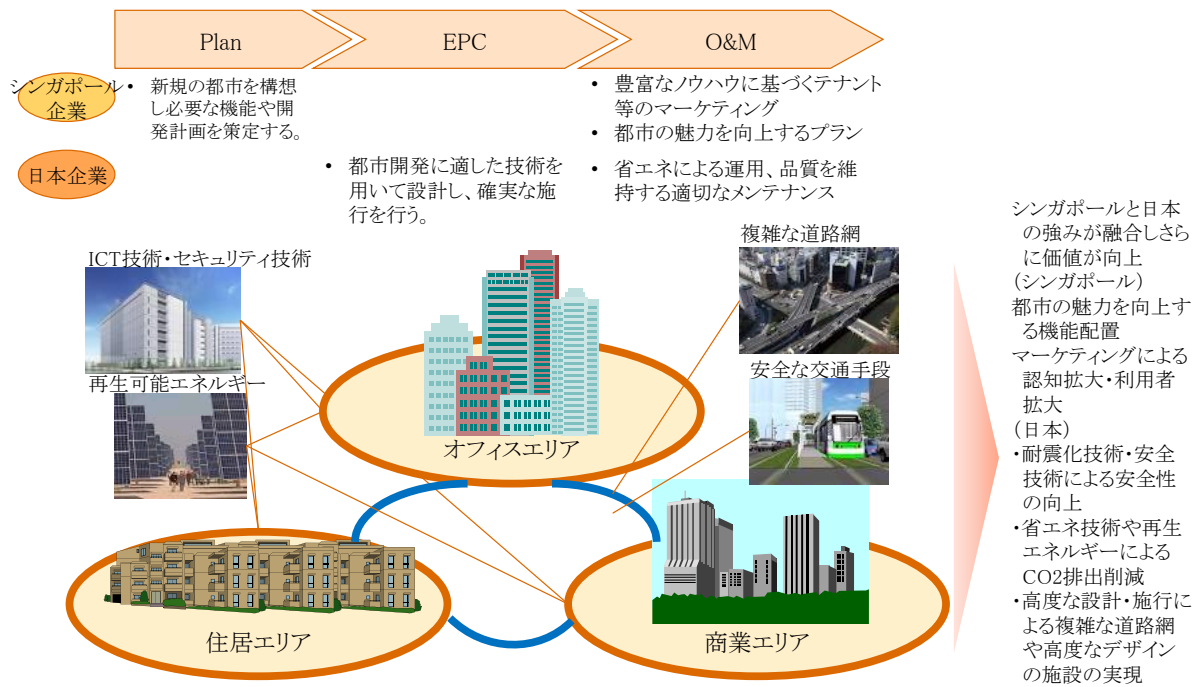 Plan
EPC
O&M
シンガポール
企業
• 新規の都市を構想
し必要な機能や開
発計画を策定する。
• 豊富なノウハウに基づくテナント
等のマーケティング
• 都市の魅力を向上するプラン
日本企業
• 都市開発に適した技術を
用いて設計し、確実な施
行を行う。
• 省エネによる運用、品質を維
持する適切なメンテナンス
ICT技術・セキュリティ技術
再生可能エネルギー
複雑な道路網
安全な交通手段
オフィスエリア
住居エリア
商業エリア
シンガポールと日本
の強みが融合しさら
に価値が向上
(シンガポール)
都市の魅力を向上す
る機能配置
マーケティングによる
認知拡大・利用者
拡大
(日本)
・耐震化技術・安全
技術による安全性
の向上
・省エネ技術や再生
エネルギーによる
CO2排出削減
・高度な設計・施行に
よる複雑な道路網
や高度なデザイン
の施設の実現